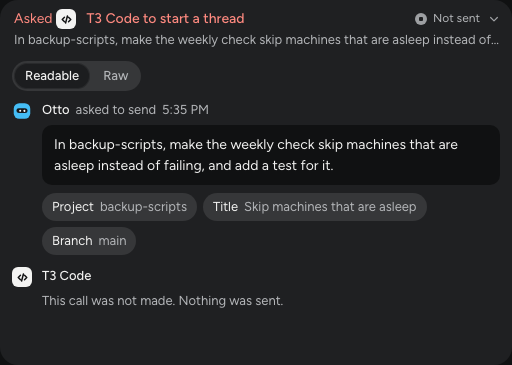 Asked T3 Code to start a thread Not sent
In backup-scripts, make the weekly check skip machines that are asleep instead of...
Readable Raw
Otto asked to send 5:35 PM
In backup-scripts, make the weekly check skip machines that are
asleep instead of failing, and add a test for it.
Project backup-scripts Title Skip machines that are asleep
Branch main
T3 Code
This call was not made. Nothing was sent.